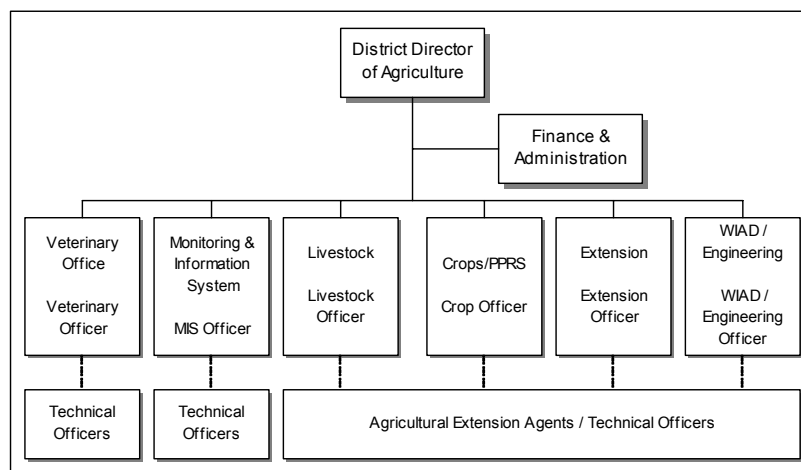 District Director
of Agriculture
Finance &
Administration
Veterinary
Office
Veterinary
Officer
Monitoring &
Information
System
MIS Officer
Livestock
Livestock
Officer
Crops/PPRS
Crop Officer
Extension
Extension
Officer
WIAD /
Engineering
WIAD /
Engineering
Officer
Technical
Officers
Technical
Officers
Agricultural Extension Agents / Technical Officers